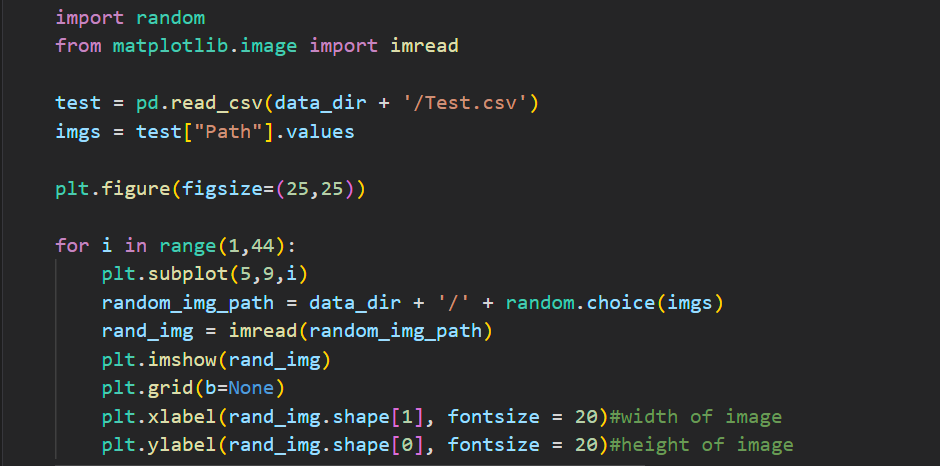 import random
from matplotlib.image import imread
test = pd.read_csv(data_dir + '/Test.csv')
imgs = test["Path"].values
plt.figure(figsize=(25,25))
for i in range(1,44):
    plt.subplot(5,9,i)
    random_img_path = data_dir + '/' + random.choice(imgs)
    rand_img = imread(random_img_path)
    plt.imshow(rand_img)
    plt.grid(b=None)
    plt.xlabel(rand_img.shape[1], fontsize = 20)#width of image
    plt.ylabel(rand_img.shape[0], fontsize = 20)#height of image